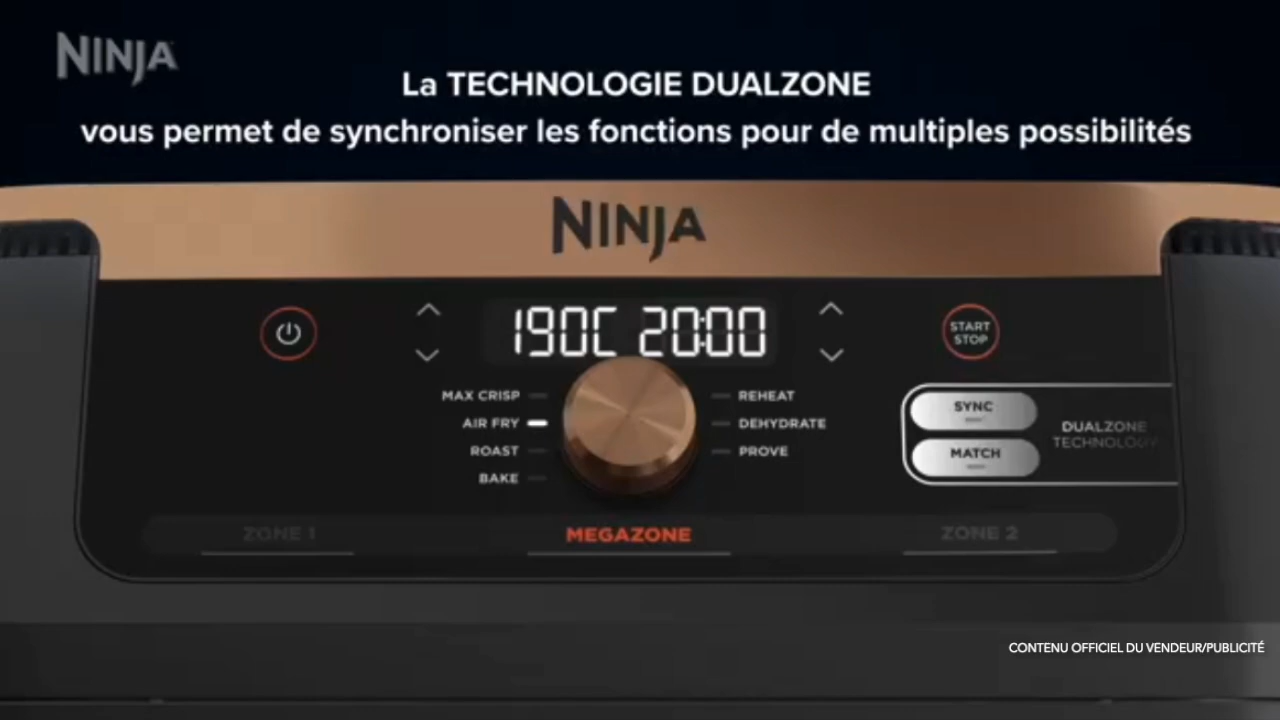 NINJA
La TECHNOLOGIE DUALZONE
vous permet de synchroniser les fonctions pour de multiples possibilités
NINJA
190C 20:00
START
STOP
MAX CRISP
AIR FRY
ROAST
BAKE
REHEAT
DEHYDRATE
PROVE
SYNC
MATCH
DUALZONE
TECHNOLOGY
ZONE 1
MEGAZONE
ZONE 2
CONTENU OFFICIEL DU VENDEUR/PUBLICITÉ